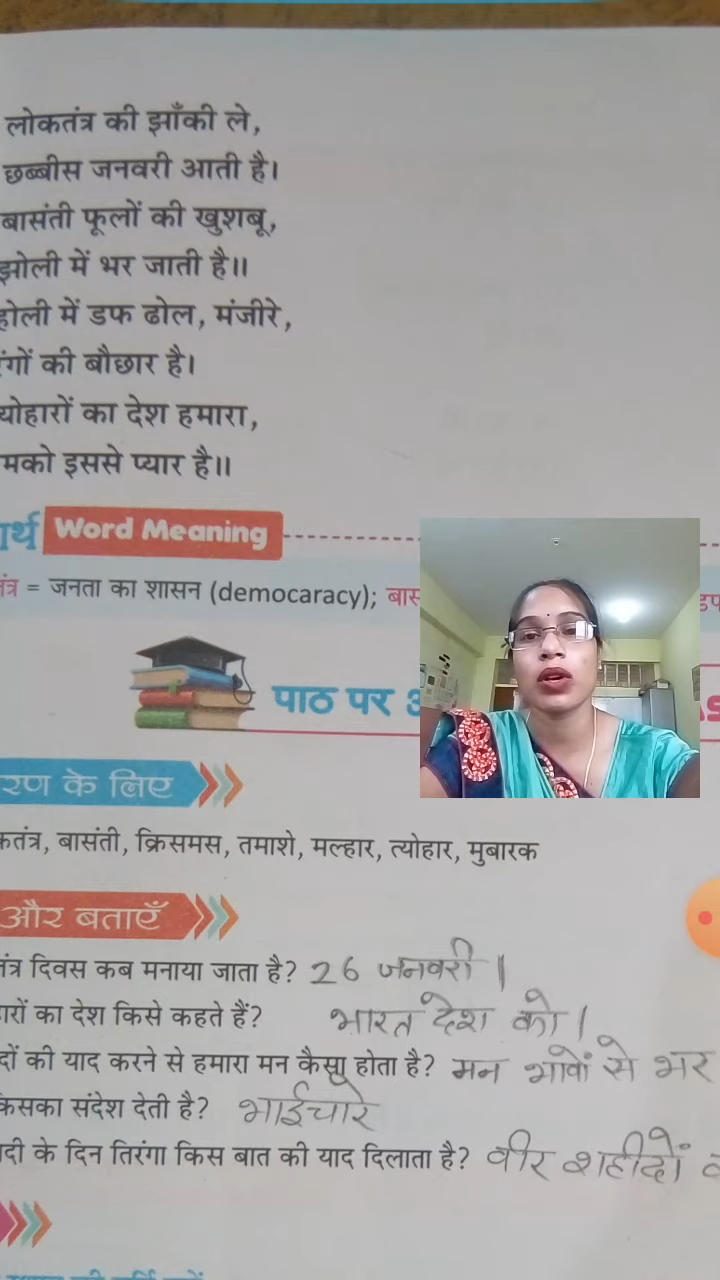 लोकतंत्र की झाँकी ले,
छब्बीस जनवरी आती है।
बासंती फूलों की खुशबू,
झोली में भर जाती है॥
होली में डफ ढोल, मंजीरे,
रंगों की बौछार है।
योहारों का देश हमारा,
मको इससे प्यार है॥
र्थ Word Meaning
तंत्र = जनता का शासन (democaracy); बास डफ
पाठ पर
रण के लिए
कतंत्र, बासंती, क्रिसमस, तमाशे, मल्हार, त्योहार, मुबारक
और बताएँ
तंत्र दिवस कब मनाया जाता है? 26 जनवरी।
ारों का देश किसे कहते हैं? भारत देश को।
दों की याद करने से हमारा मन कैसा होता है? मन भावों से भर
किसका संदेश देती है? भाईचारे
दी के दिन तिरंगा किस बात की याद दिलाता है? वीर शहीदों